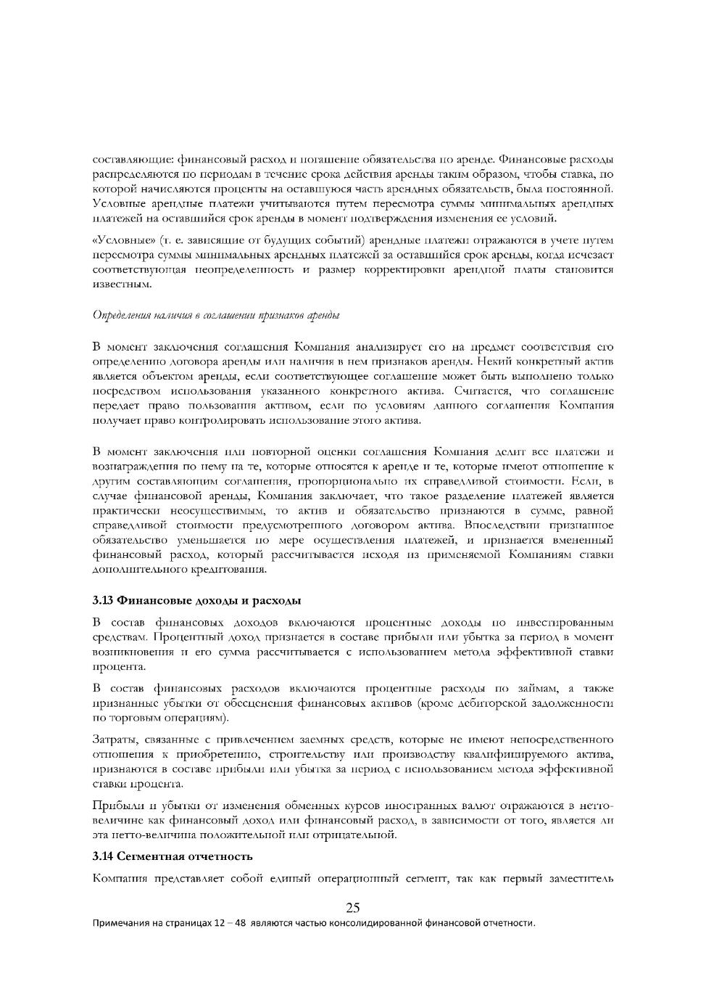 составляющие: финансовый расход и погашение обязательства по аренде. Финансовые расходы
распределяются по периодам в течение срока действия аренды таким образом, чтобы ставка, по
которой начисляются проценты на оставшуюся часть арендных обязательств, была постоянной.
Условные арендные платежи учитываются путем пересмотра суммы минимальных арендных
платежей на оставшийся срок аренды в момент подтверждения изменения ее условий.
«Условные» (т. е. зависящие от будущих событий) арендные платежи отражаются в учете путем
пересмотра суммы минимальных арендных платежей за оставшийся срок аренды, когда исчезает
соответствующая неопределенность и размер корректировки арендной платы становится
известным.
Определения наличия в соглашении признаков аренды
В момент заключения соглашения Компания анализирует его на предмет соответствия его
определению договора аренды или наличия в нем признаков аренды. Некий конкретный актив
является объектом аренды, если соответствующее соглашение может быть выполнено только
посредством использования указанного конкретного актива. Считается, что соглашение
передает право пользования активом, если по условиям данного соглашения Компания
получает право контролировать использование этого актива.
В момент заключения или повторной оценки соглашения Компания делит все платежи и
вознаграждения по нему на те, которые относятся к аренде и те, которые имеют отношение к
другим составляющим соглашения, пропорционально их справедливой стоимости. Если, в
случае финансовой аренды, Компания заключает, что такое разделение платежей является
практически неосуществимым, то актив и обязательство признаются в сумме, равной
справедливой стоимости предусмотренного договором актива. Впоследствии признанное
обязательство уменьшается по мере осуществления платежей, и признается вмененный
финансовый расход, который рассчитывается исходя из применяемой Компаниям ставки
дополнительного кредитования.
3.13 Финансовые доходы и расходы
В состав финансовых доходов включаются процентные доходы по инвестированным
средствам. Процентный доход признается в составе прибыли или убытка за период в момент
возникновения и его сумма рассчитывается с использованием метода эффективной ставки
процента.
В состав финансовых расходов включаются процентные расходы по займам, а также
признанные убытки от обесценения финансовых активов (кроме дебиторской задолженности
по торговым операциям).
Затраты, связанные с привлечением заемных средств, которые не имеют непосредственного
отношения к приобретению, строительству или производству квалифицируемого актива,
признаются в составе прибыли или убытка за период с использованием метода эффективной
ставки процента.
Прибыли и убытки от изменения обменных курсов иностранных валют отражаются в нетто-
величине как финансовый доход или финансовый расход, в зависимости от того, является ли
эта нетто-величина положительной или отрицательной.
3.14 Сегментная отчетность
Компания представляет собой единый операционный сегмент, так как первый заместитель
25
Примечания на страницах 12 – 48 являются частью консолидированной финансовой отчетности.